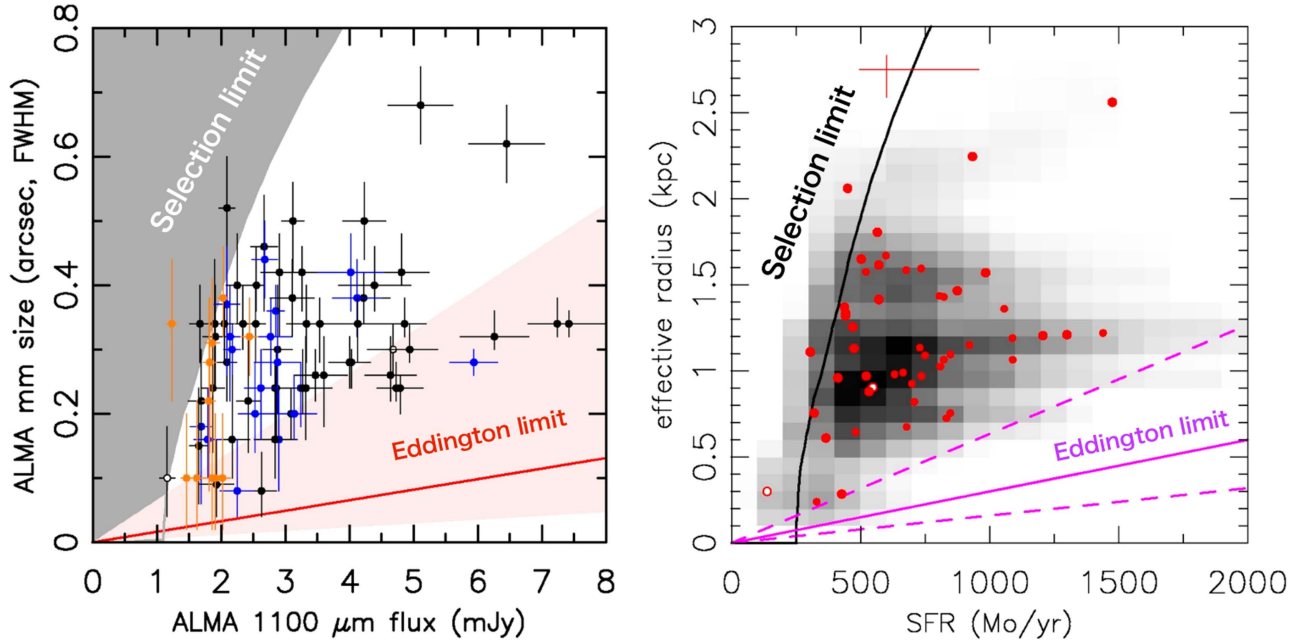 0.8
0.6
0.4
0.2
0
ALMA mm size (arcsec, FWHM)
Selection limit
Eddington limit
0 1 2 3 4 5 6 7 8
ALMA 1100 μm flux (mJy)
3
2.5
2
1.5
1
0.5
0
effective radius (kpc)
Selection limit
Eddington limit
0 500 1000 1500 2000
SFR (Mo/yr)